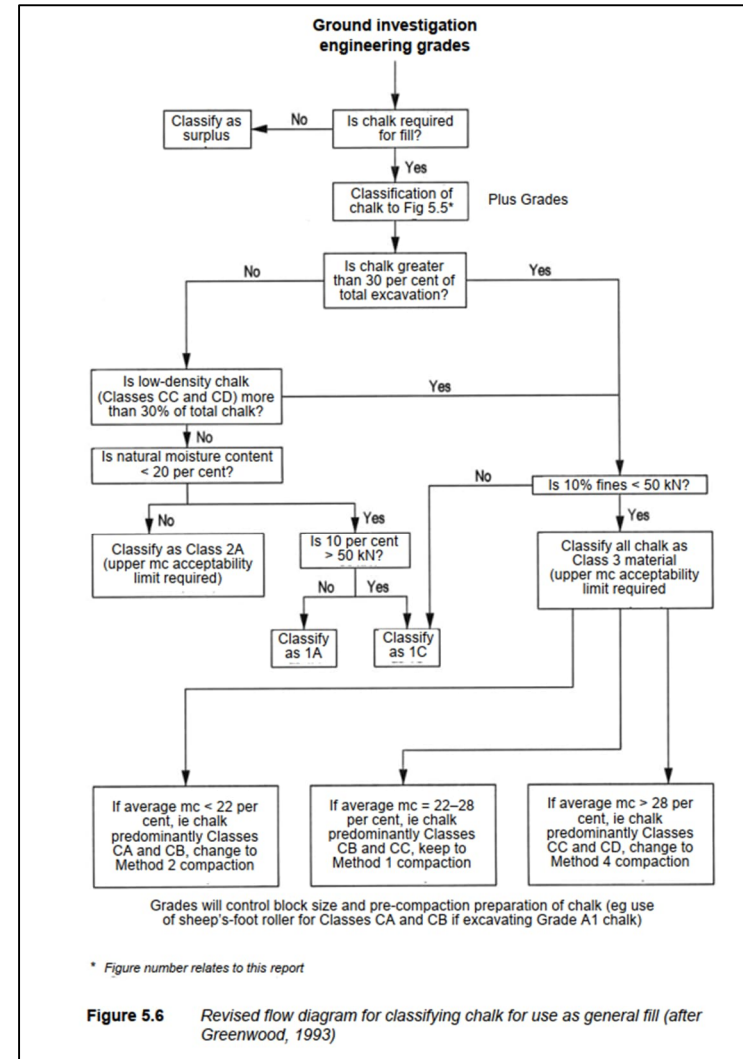 Ground investigation
engineering grades
Classify as
surplus
No
Is chalk required
for fill?
Yes
Classification of
chalk to Fig 5.5*
Plus Grades
No
Is chalk greater
than 30 per cent of
total excavation?
Yes
Is low-density chalk
(Classes CC and CD) more
than 30% of total chalk?
Yes
No
Is natural moisture content
< 20 per cent?
No
Is 10% fines < 50 kN?
No
Yes
Yes
Classify as Class 2A
(upper mc acceptability
limit required)
Is 10 per cent
> 50 kN?
Classify all chalk as
Class 3 material
(upper mc acceptability
limit required
No
Yes
Classify
as 1A
Classify
as 1C
If average mc < 22 per
cent, ie chalk
predominantly Classes
CA and CB, change to
Method 2 compaction
If average mc = 22–28
per cent, ie chalk
predominantly Classes
CB and CC, keep to
Method 1 compaction
If average mc > 28 per
cent, ie chalk
predominantly Classes
CC and CD, change to
Method 4 compaction
Grades will control block size and pre-compaction preparation of chalk (eg use
of sheep's-foot roller for Classes CA and CB if excavating Grade A1 chalk)
* Figure number relates to this report
Figure 5.6 Revised flow diagram for classifying chalk for use as general fill (after
Greenwood, 1993)